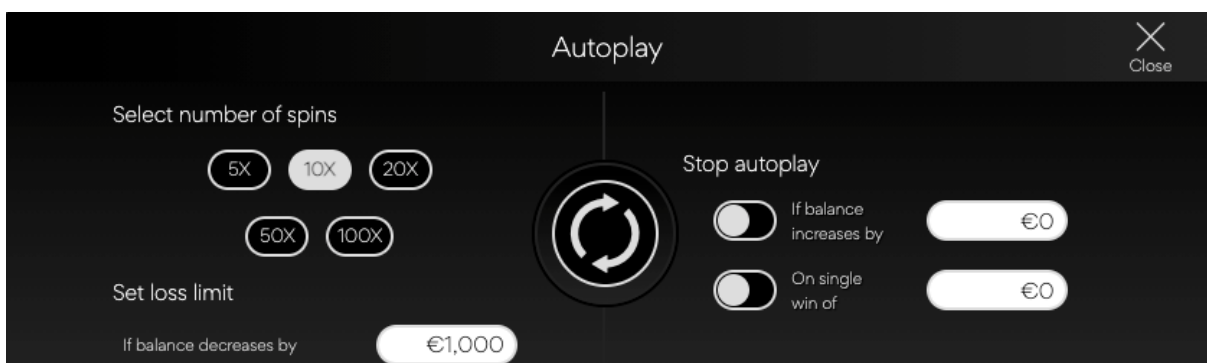 Autoplay
Close
Select number of spins
5X 10X 20X
50X 100X
Set loss limit
If balance decreases by €1,000
Stop autoplay
If balance
increases by
€0
On single
win of
€0